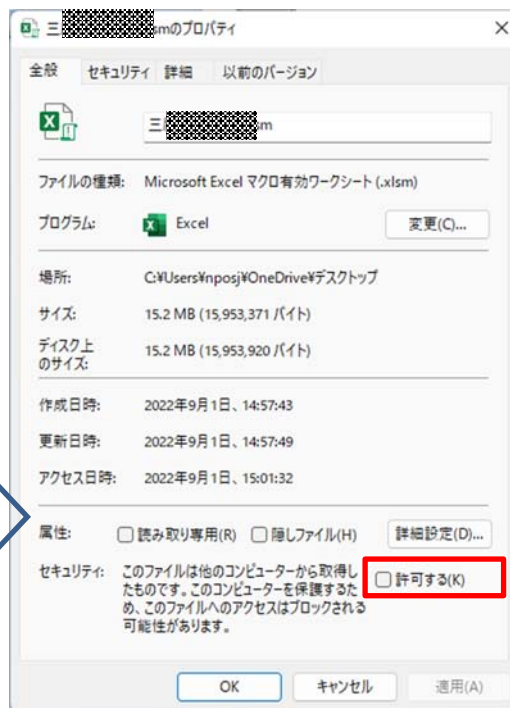 三 smのプロパティ
全般 セキュリティ 詳細 以前のバージョン
三 sm
ファイルの種類: Microsoft Excel マクロ有効ワークシート (.xlsm)
プログラム: Excel 変更(C)...
場所: C:¥Users¥nposj¥OneDrive¥デスクトップ
サイズ: 15.2 MB (15,953,371 バイト)
ディスク上
のサイズ: 15.2 MB (15,953,920 バイト)
作成日時: 2022年9月1日、14:57:43
更新日時: 2022年9月1日、14:57:49
アクセス日時: 2022年9月1日、15:01:32
属性: 読み取り専用(R) 隠しファイル(H) 詳細設定(D)...
セキュリティ: このファイルは他のコンピューターから取得し
たものです。このコンピューターを保護するた
め、このファイルへのアクセスはブロックされる
可能性があります。
許可する(K)
OK キャンセル 適用(A)